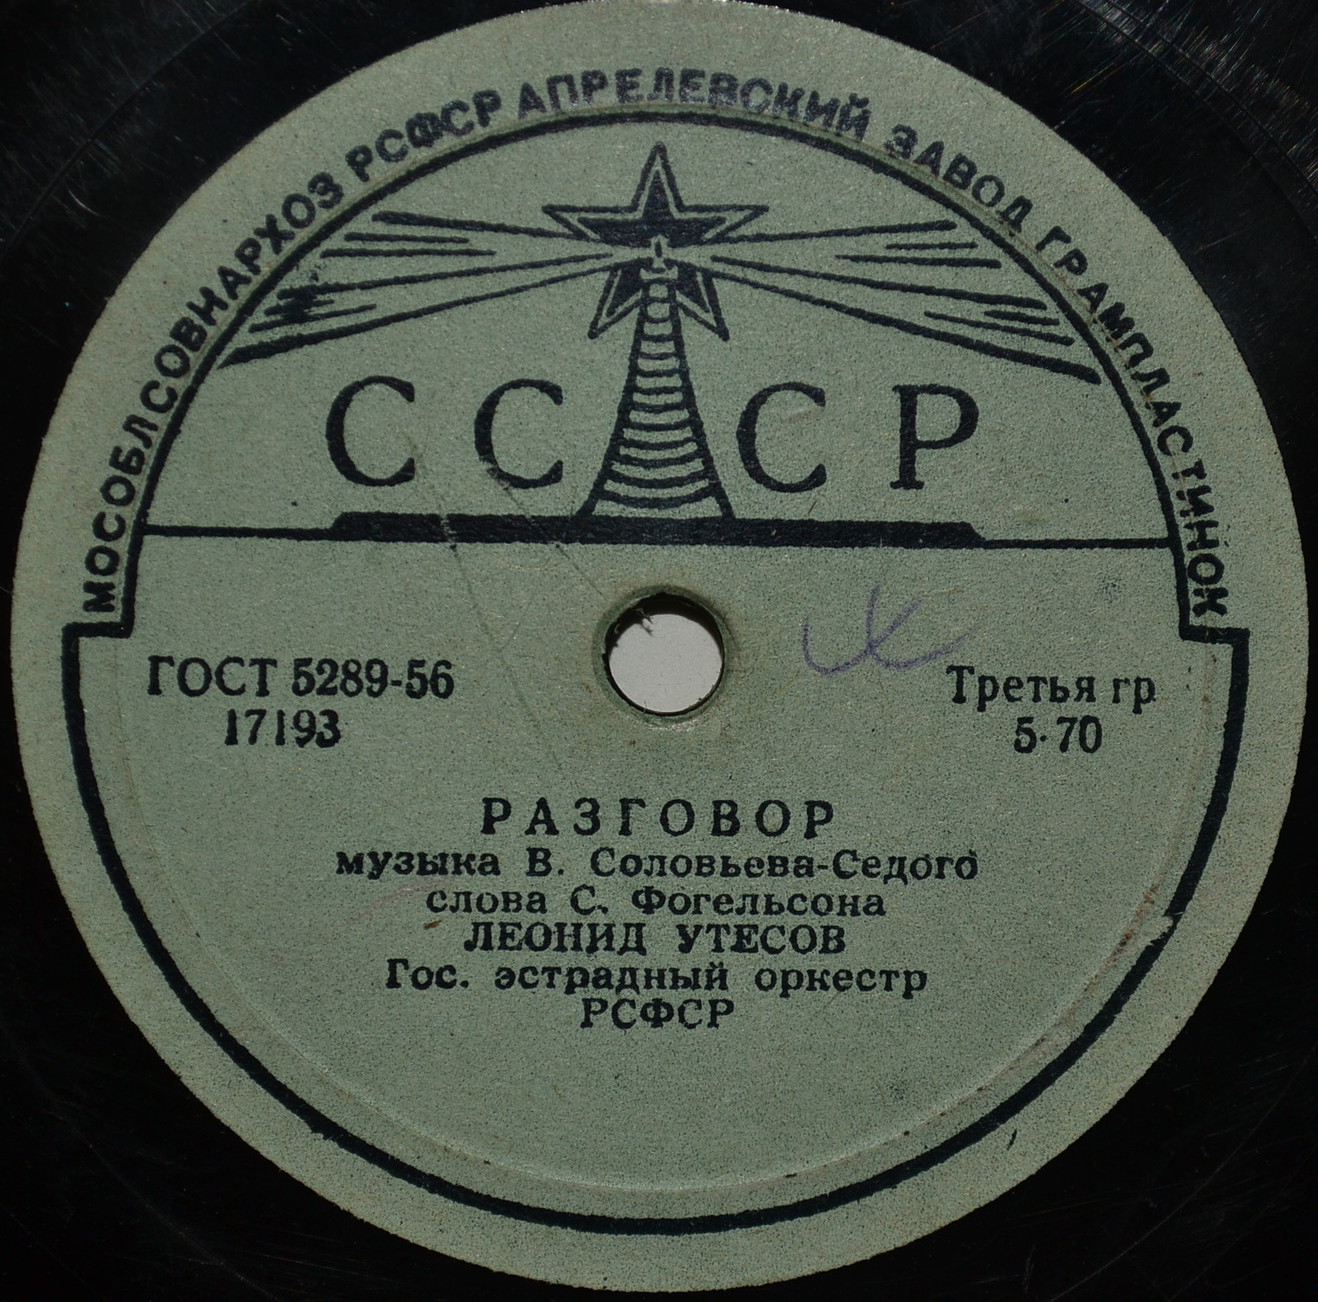 МОСОБЛСОВНАРХОЗ РСФСР АПРЕЛЕВСКИЙ ЗАВОД ГРАМПЛАСТИНОК
СССР
ГОСТ 5289-56
17193
Третья гр
5·70
РАЗГОВОР
музыка В. Соловьева-Седого
слова С. Фогельсона
ЛЕОНИД УТЕСОВ
Гос. эстрадный оркестр
РСФСР